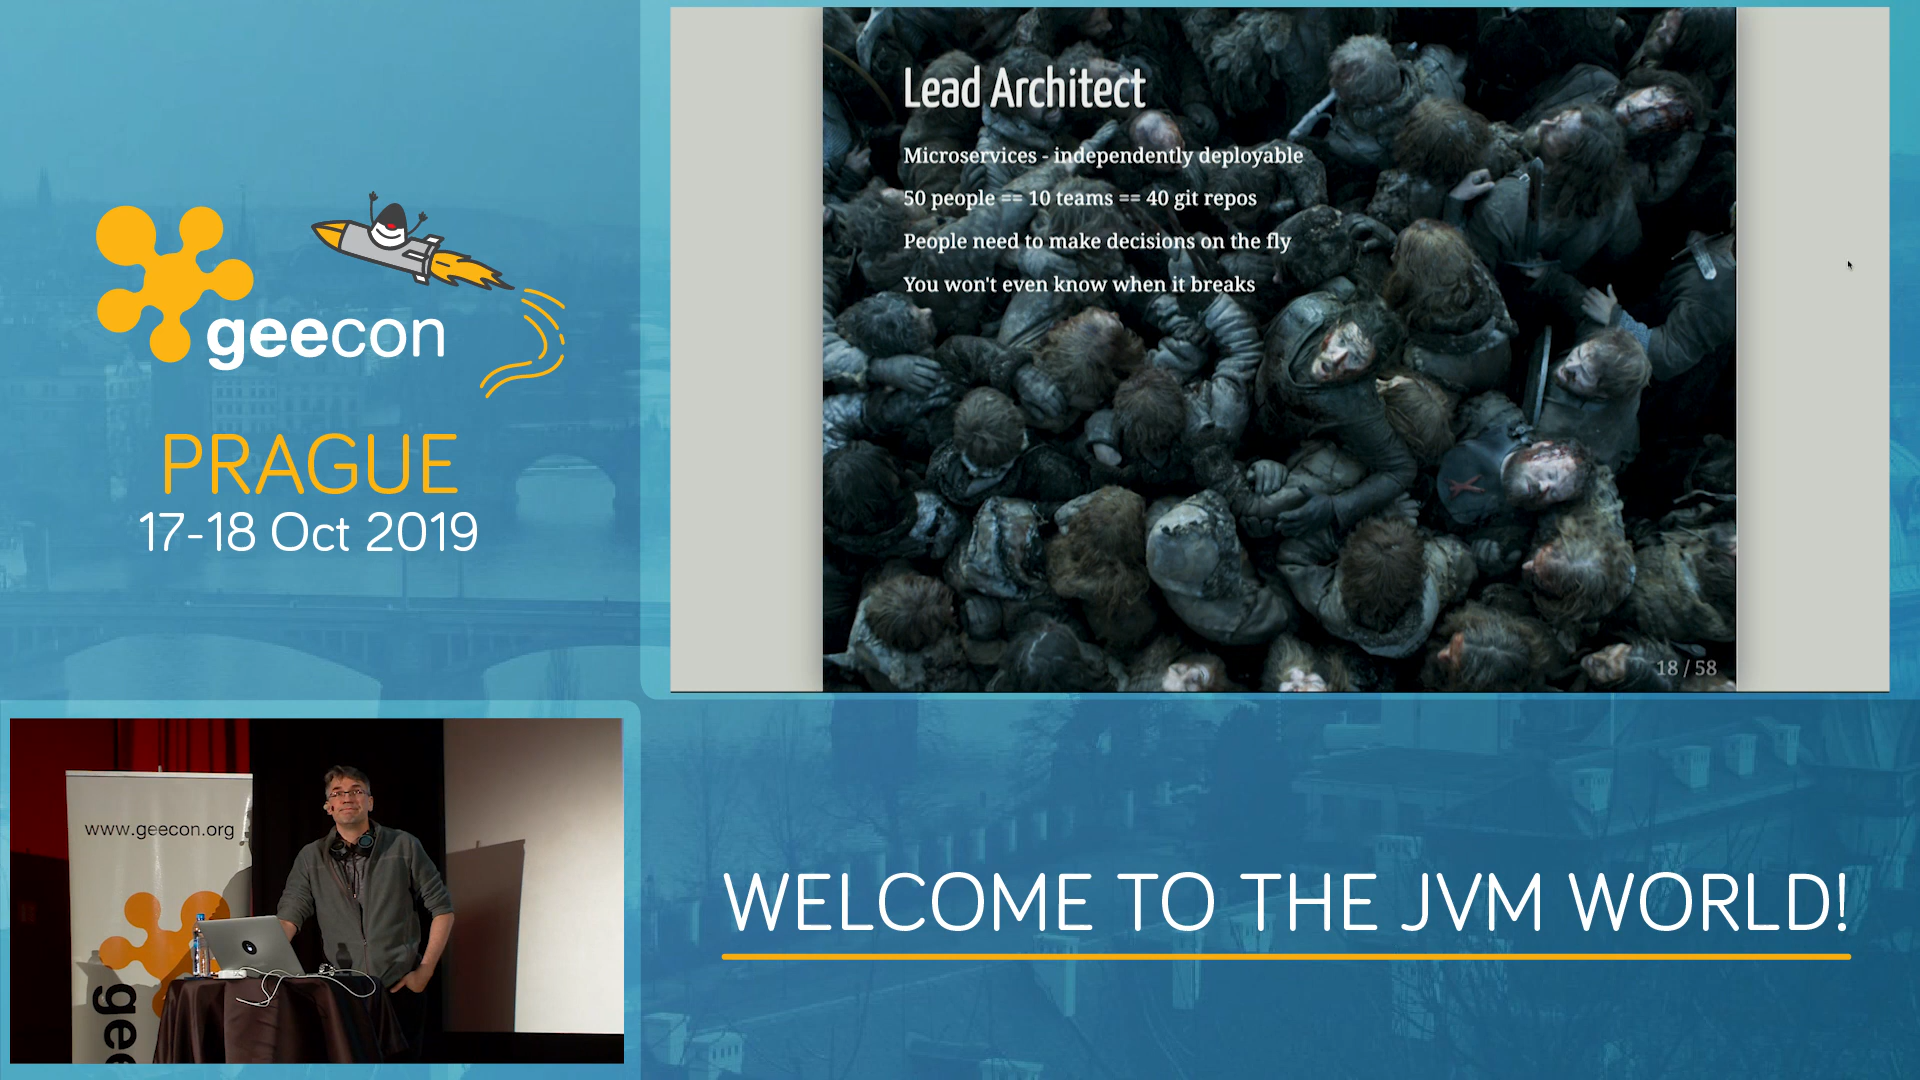 geecon
PRAGUE
17-18 Oct 2019
Lead Architect
Microservices - independently deployable
50 people == 10 teams == 40 git repos
People need to make decisions on the fly
You won't even know when it breaks
18 / 58
www.geecon.org
gee
WELCOME TO THE JVM WORLD!